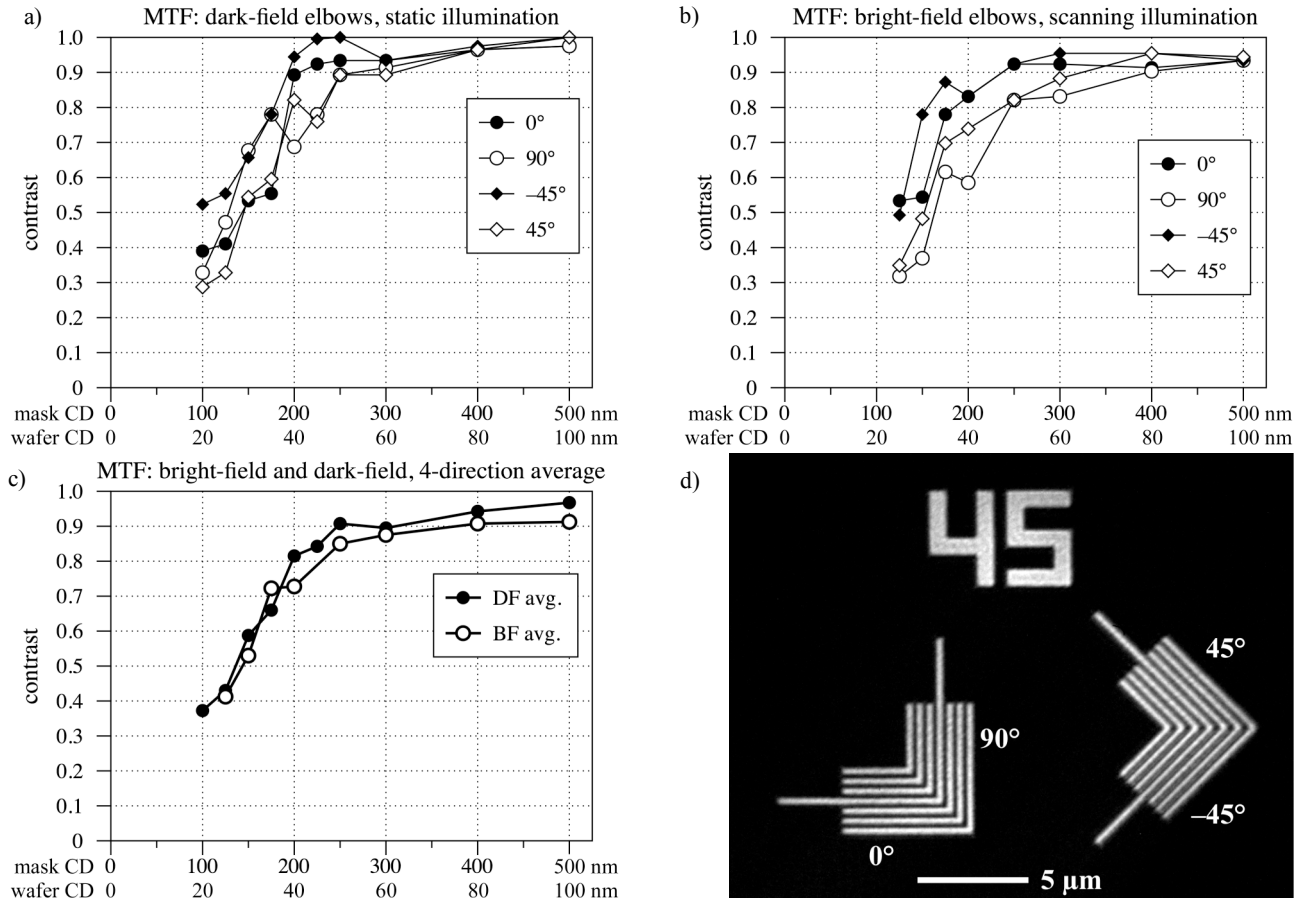 a)
MTF: dark-field elbows, static illumination
1.0
0.9
0.8
0.7
0.6
0.5
0.4
0.3
0.2
0.1
0
contrast
0°
90°
–45°
45°
mask CD 0 100 200 300 400 500 nm
wafer CD 0 20 40 60 80 100 nm
b)
MTF: bright-field elbows, scanning illumination
1.0
0.9
0.8
0.7
0.6
0.5
0.4
0.3
0.2
0.1
0
contrast
0°
90°
–45°
45°
mask CD 0 100 200 300 400 500 nm
wafer CD 0 20 40 60 80 100 nm
c)
MTF: bright-field and dark-field, 4-direction average
1.0
0.9
0.8
0.7
0.6
0.5
0.4
0.3
0.2
0.1
0
contrast
DF avg.
BF avg.
mask CD 0 100 200 300 400 500 nm
wafer CD 0 20 40 60 80 100 nm
d)
45
45°
90°
–45°
0°
5 µm